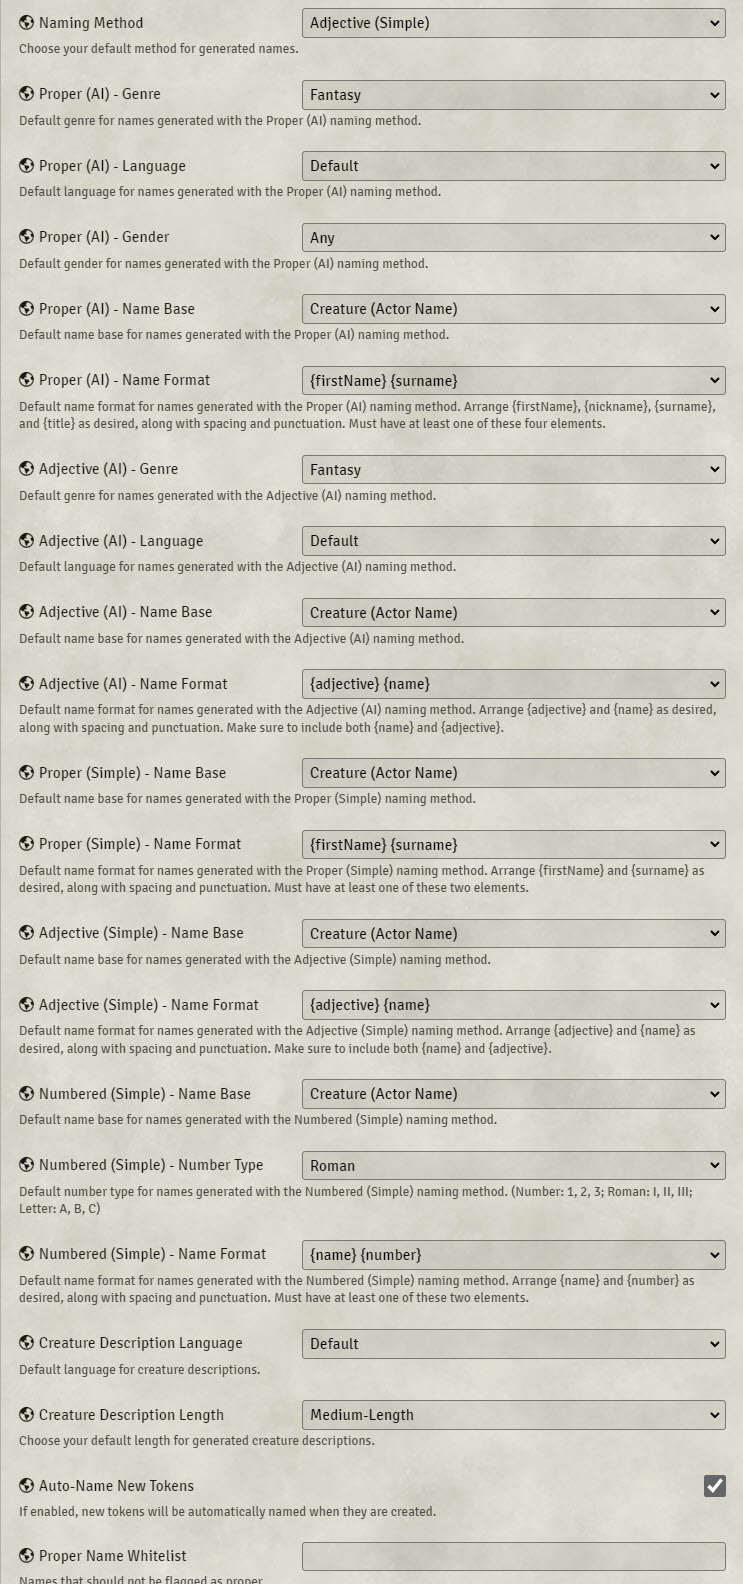 Naming Method Adjective (Simple)
Choose your default method for generated names.
Proper (AI) - Genre Fantasy
Default genre for names generated with the Proper (AI) naming method.
Proper (AI) - Language Default
Default language for names generated with the Proper (AI) naming method.
Proper (AI) - Gender Any
Default gender for names generated with the Proper (AI) naming method.
Proper (AI) - Name Base Creature (Actor Name)
Default name base for names generated with the Proper (AI) naming method.
Proper (AI) - Name Format {firstName} {surname}
Default name format for names generated with the Proper (AI) naming method. Arrange {firstName}, {nickname}, {surname},
and {title} as desired, along with spacing and punctuation. Must have at least one of these four elements.
Adjective (AI) - Genre Fantasy
Default genre for names generated with the Adjective (AI) naming method.
Adjective (AI) - Language Default
Default language for names generated with the Adjective (AI) naming method.
Adjective (AI) - Name Base Creature (Actor Name)
Default name base for names generated with the Adjective (AI) naming method.
Adjective (AI) - Name Format {adjective} {name}
Default name format for names generated with the Adjective (AI) naming method. Arrange {adjective} and {name} as desired,
along with spacing and punctuation. Make sure to include both {name} and {adjective}.
Proper (Simple) - Name Base Creature (Actor Name)
Default name base for names generated with the Proper (Simple) naming method.
Proper (Simple) - Name Format {firstName} {surname}
Default name format for names generated with the Proper (Simple) naming method. Arrange {firstName} and {surname} as
desired, along with spacing and punctuation. Must have at least one of these two elements.
Adjective (Simple) - Name Base Creature (Actor Name)
Default name base for names generated with the Adjective (Simple) naming method.
Adjective (Simple) - Name Format {adjective} {name}
Default name format for names generated with the Adjective (Simple) naming method. Arrange {adjective} and {name} as
desired, along with spacing and punctuation. Make sure to include both {name} and {adjective}.
Numbered (Simple) - Name Base Creature (Actor Name)
Default name base for names generated with the Numbered (Simple) naming method.
Numbered (Simple) - Number Type Roman
Default number type for names generated with the Numbered (Simple) naming method. (Number: 1, 2, 3; Roman: I, II, III;
Letter: A, B, C)
Numbered (Simple) - Name Format {name} {number}
Default name format for names generated with the Numbered (Simple) naming method. Arrange {name} and {number} as
desired, along with spacing and punctuation. Must have at least one of these two elements.
Creature Description Language Default
Default language for creature descriptions.
Creature Description Length Medium-Length
Choose your default length for generated creature descriptions.
Auto-Name New Tokens
If enabled, new tokens will be automatically named when they are created.
Proper Name Whitelist
Names that should not be flagged as proper